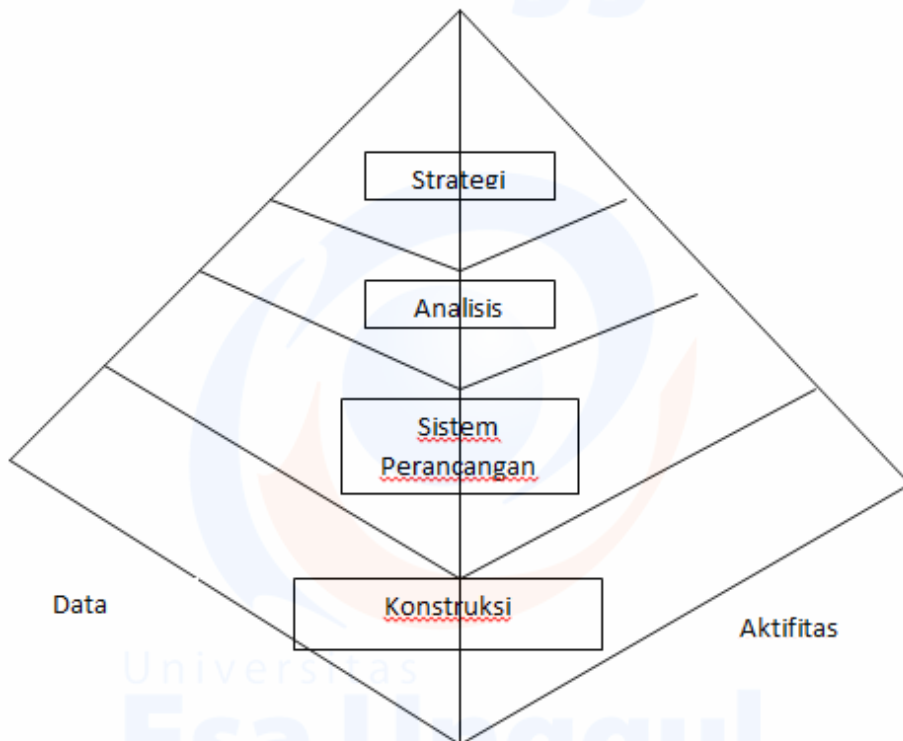 Strategi
Analisis
Sistem
Perancangan
Konstruksi
Data
Aktifitas
Universitas
Esa Unggul